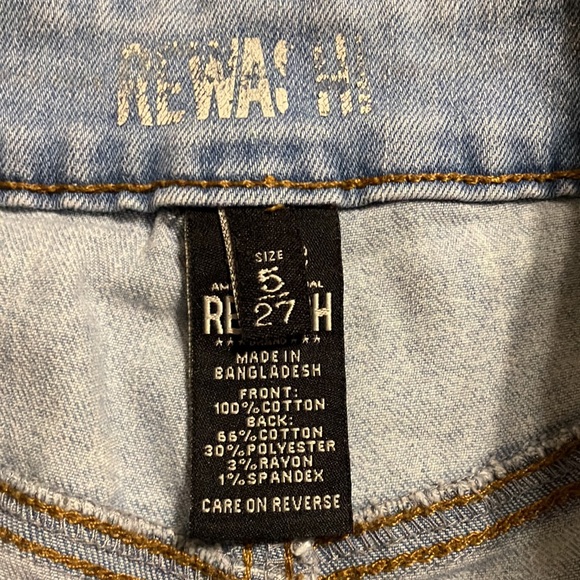 REWASH
SIZE
5
27
MADE IN
BANGLADESH
FRONT:
100% COTTON
BACK:
66% COTTON
30% POLYESTER
3% RAYON
1% SPANDEX
CARE ON REVERSE